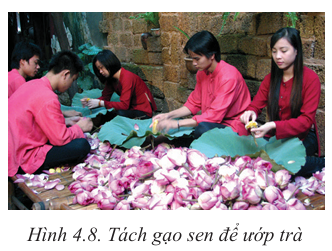 Hình 4.8. Tách gạo sen để ướp trà